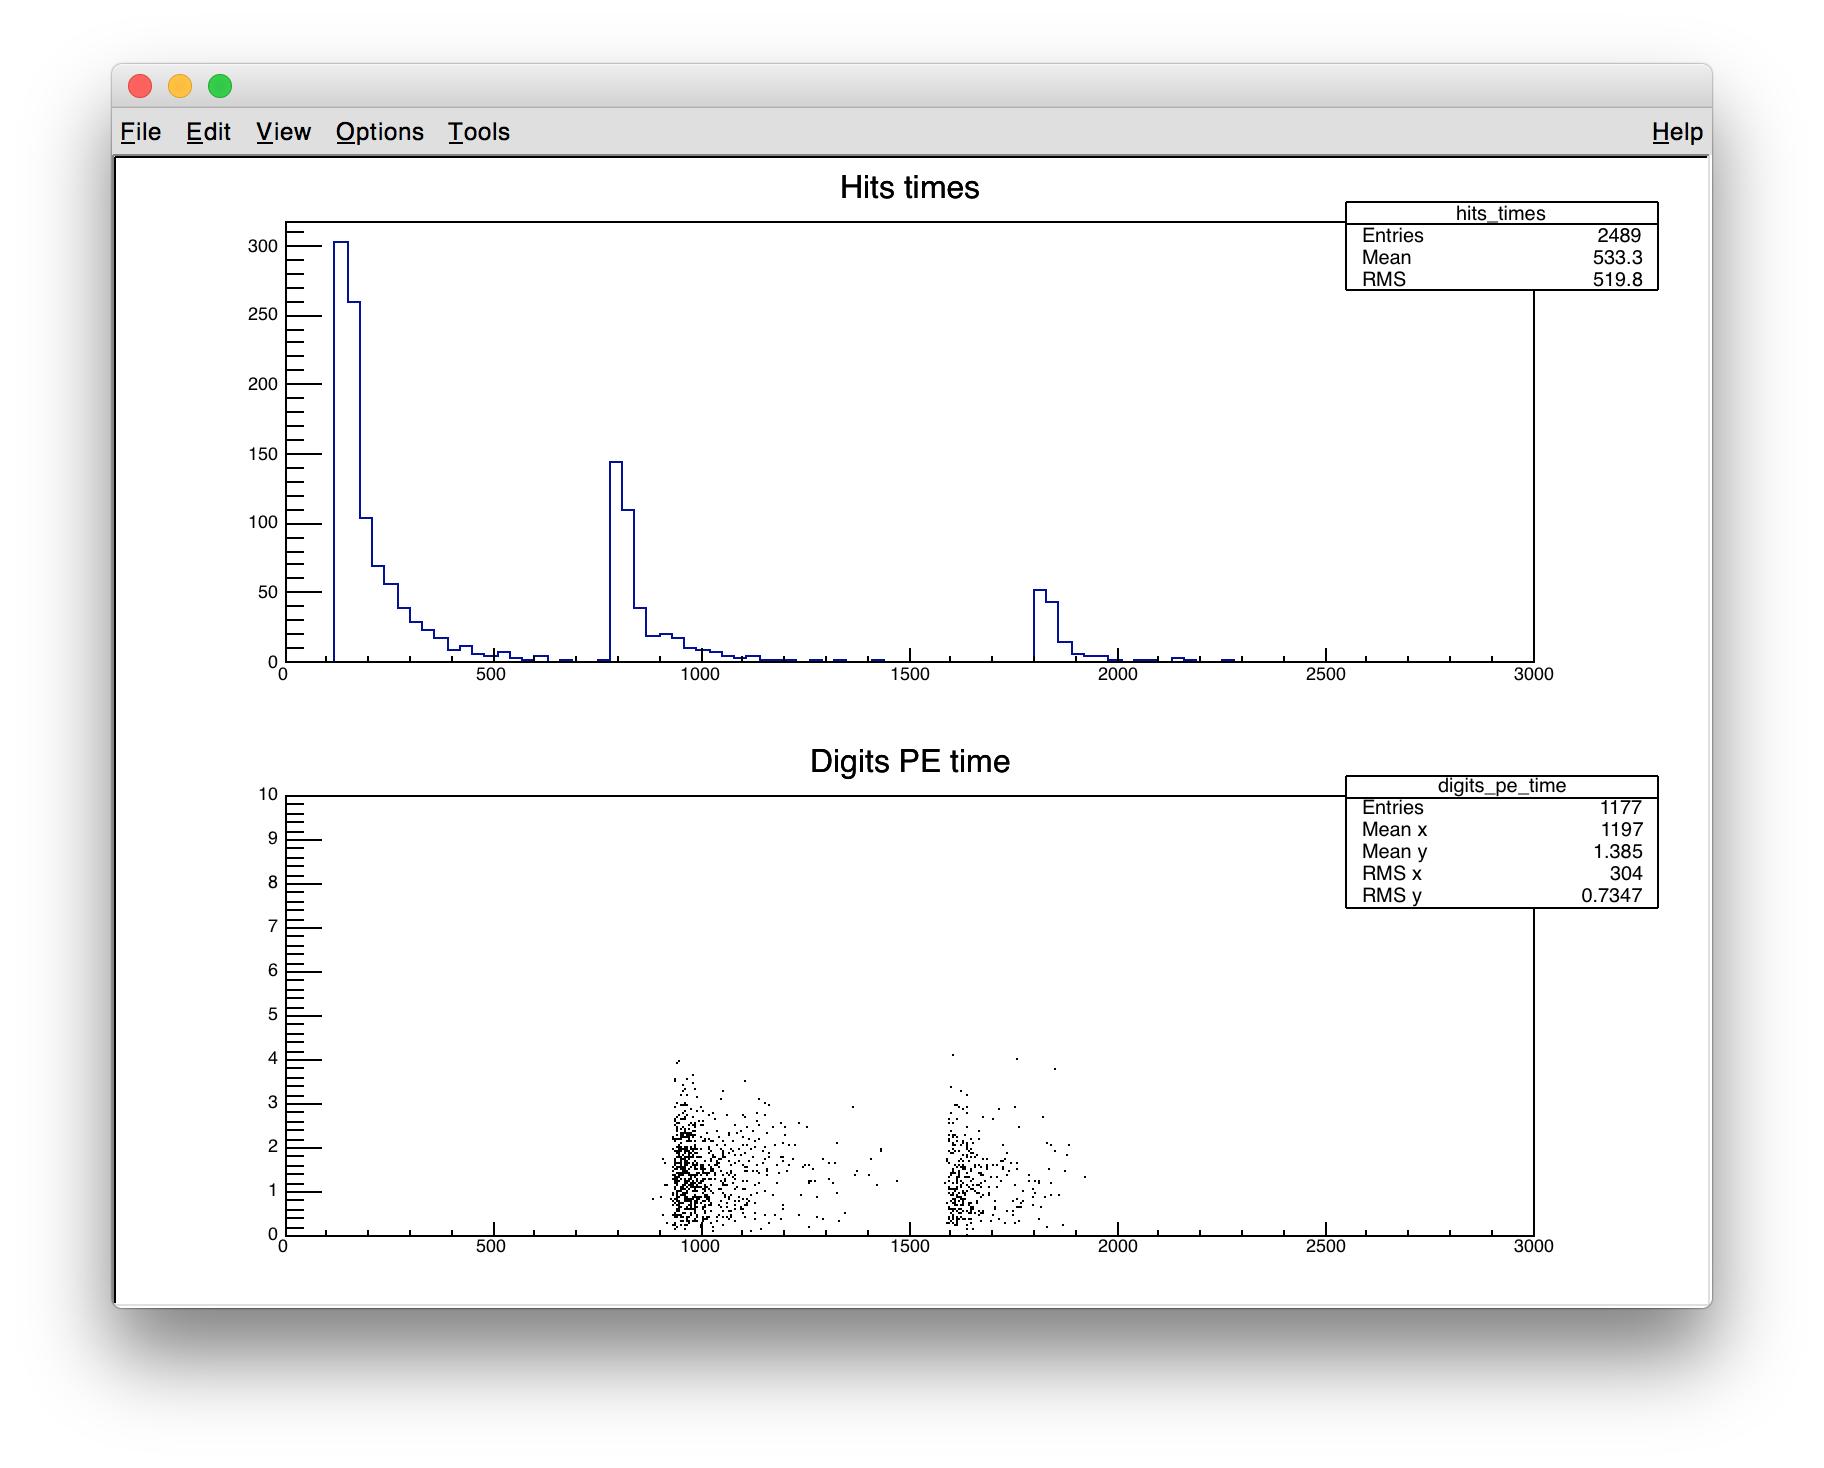 File Edit View Options Tools Help
Hits times
hits_times
Entries 2489
Mean 533.3
RMS 519.8
300
250
200
150
100
50
0
0 500 1000 1500 2000 2500 3000
Digits PE time
digits_pe_time
Entries 1177
Mean x 1197
Mean y 1.385
RMS x 304
RMS y 0.7347
10
9
8
7
6
5
4
3
2
1
0
0 500 1000 1500 2000 2500 3000